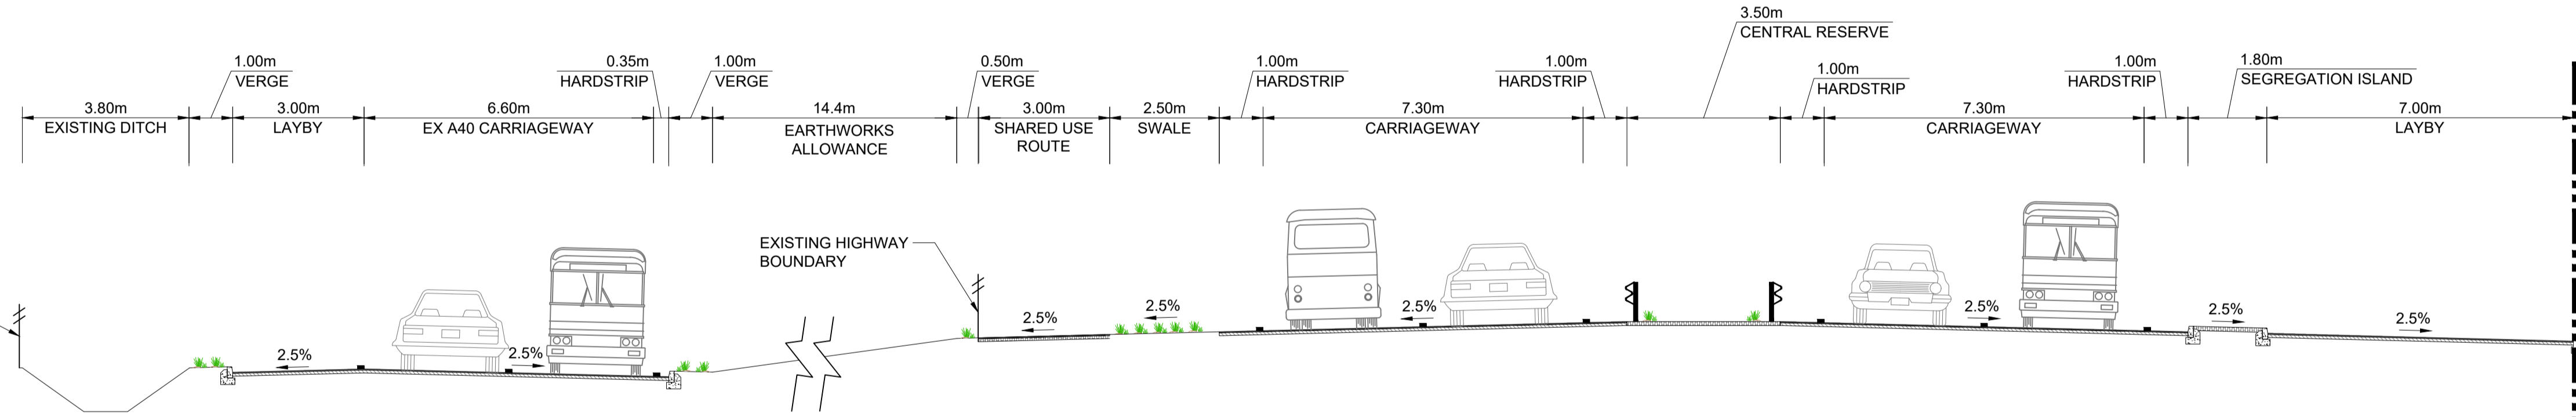 3.80m
EXISTING DITCH
1.00m
VERGE
3.00m
LAYBY
6.60m
EX A40 CARRIAGEWAY
0.35m
HARDSTRIP
1.00m
VERGE
14.4m
EARTHWORKS
ALLOWANCE
0.50m
VERGE
3.00m
SHARED USE
ROUTE
2.50m
SWALE
1.00m
HARDSTRIP
7.30m
CARRIAGEWAY
1.00m
HARDSTRIP
3.50m
CENTRAL RESERVE
1.00m
HARDSTRIP
7.30m
CARRIAGEWAY
1.00m
HARDSTRIP
1.80m
SEGREGATION ISLAND
7.00m
LAYBY
EXISTING HIGHWAY
BOUNDARY
2.5%
2.5%
2.5%
2.5%
2.5%
2.5%
2.5%
2.5%